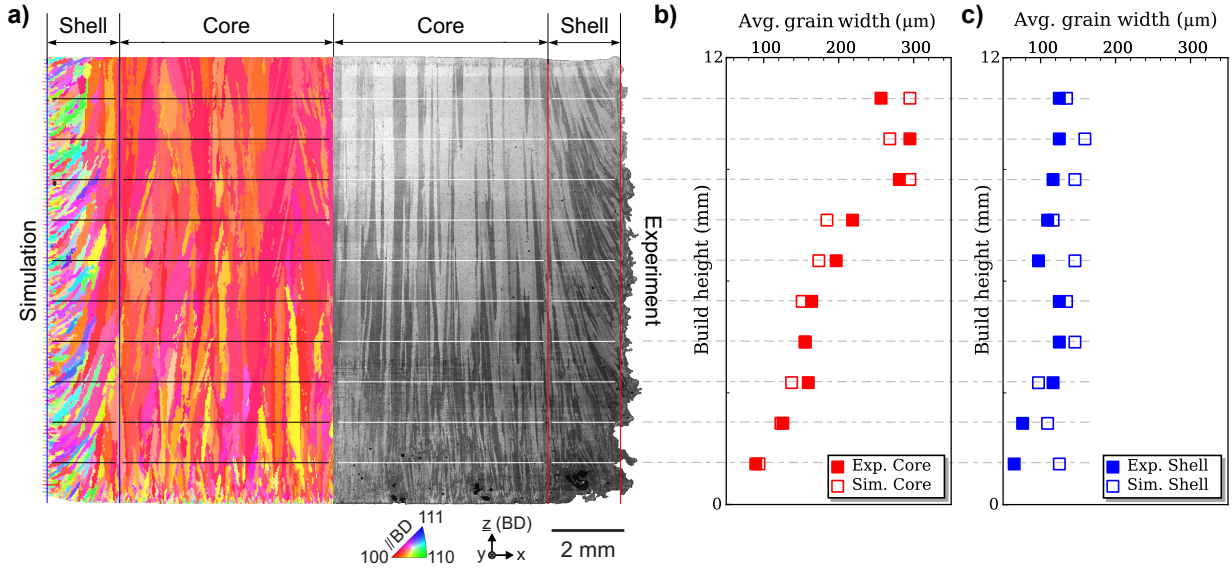 a)
Shell
Core
Core
Shell
Simulation
Experiment
//BD
111
100
110
z (BD)
y
x
2 mm
b)
Avg. grain width (μm)
100 200 300
12
Build height (mm)
0
Exp. Core
Sim. Core
c)
Avg. grain width (μm)
100 200 300
12
Build height (mm)
0
Exp. Shell
Sim. Shell